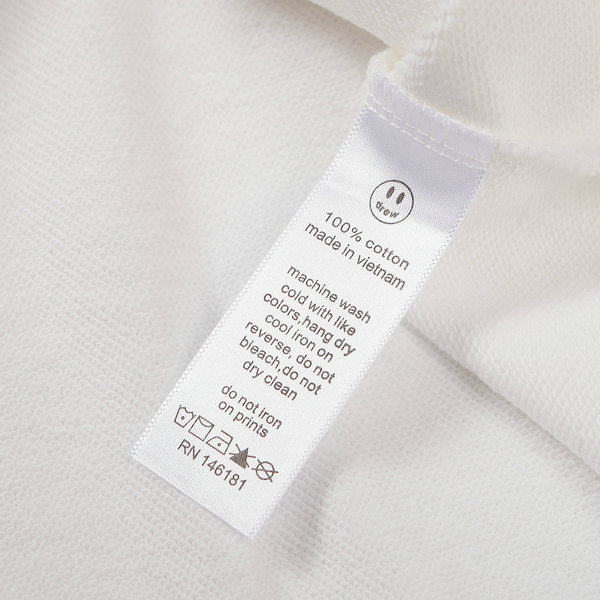 drew
100% cotton
made in vietnam
machine wash
cold with like
colors,hang dry
cool iron on
reverse, do not
bleach,do not
dry clean
do not iron
on prints
RN 146181